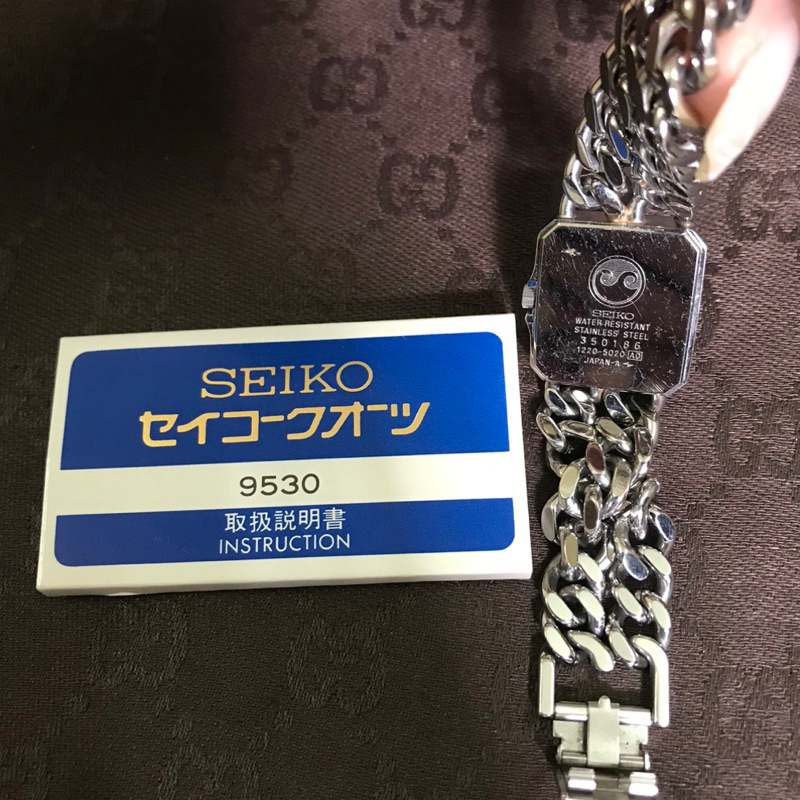 SEIKO
セイコークオーツ
9530
取扱説明書
INSTRUCTION
SEIKO
WATER-RESISTANT
STAINLESS STEEL
350186
1220-5020 AD
JAPAN-A